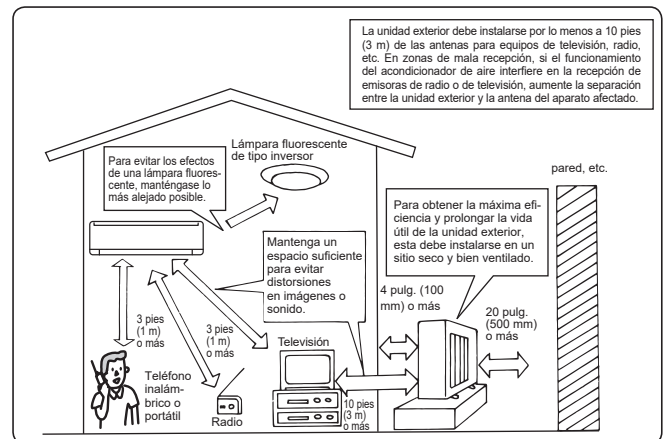 La unidad exterior debe instalarse por lo menos a 10 pies
(3 m) de las antenas para equipos de televisión, radio,
etc. En zonas de mala recepción, si el funcionamiento
del acondicionador de aire interfiere en la recepción de
emisoras de radio o de televisión, aumente la separación
entre la unidad exterior y la antena del aparato afectado.
Lámpara fluorescente
de tipo inversor
Para evitar los efectos
de una lámpara fluores-
cente, manténgase lo
más alejado posible.
pared, etc.
Para obtener la máxima efi-
ciencia y prolongar la vida
útil de la unidad exterior,
esta debe instalarse en un
sitio seco y bien ventilado.
Mantenga un
espacio suficiente
para evitar
distorsiones
en imágenes o
sonido.
4 pulg. (100
mm) o más
20 pulg.
(500 mm)
o más
3 pies
(1 m)
o más
3 pies
(1 m)
o más
Televisión
Teléfono
inalám-
brico o
portátil
Radio
10 pies
(3 m)
o más